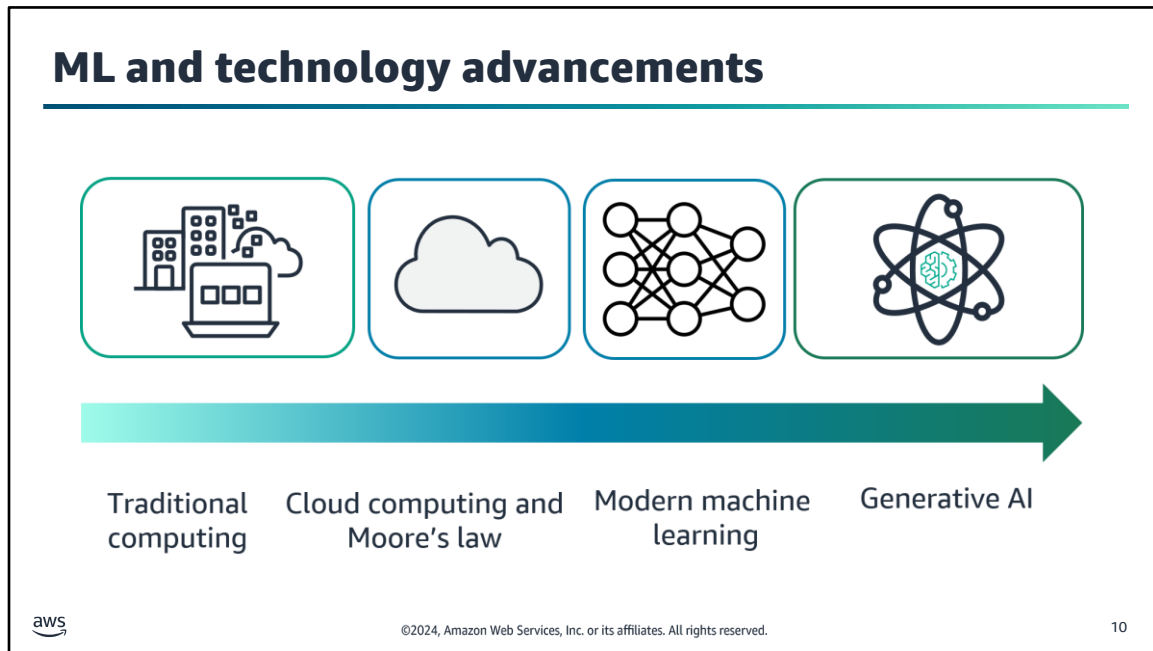 ML and technology advancements
Traditional
computing
Cloud computing and
Moore's law
Modern machine
learning
Generative AI
aws
©2024, Amazon Web Services, Inc. or its affiliates. All rights reserved.
10